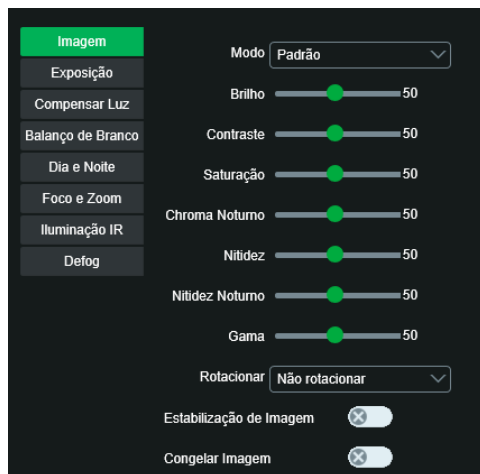 Imagem
Exposição
Compensar Luz
Balanço de Branco
Dia e Noite
Foco e Zoom
Iluminação IR
Defog
Modo Padrão
Brilho 50
Contraste 50
Saturação 50
Chroma Noturno 50
Nitidez 50
Nitidez Noturno 50
Gama 50
Rotacionar Não rotacionar
Estabilização de Imagem
Congelar Imagem